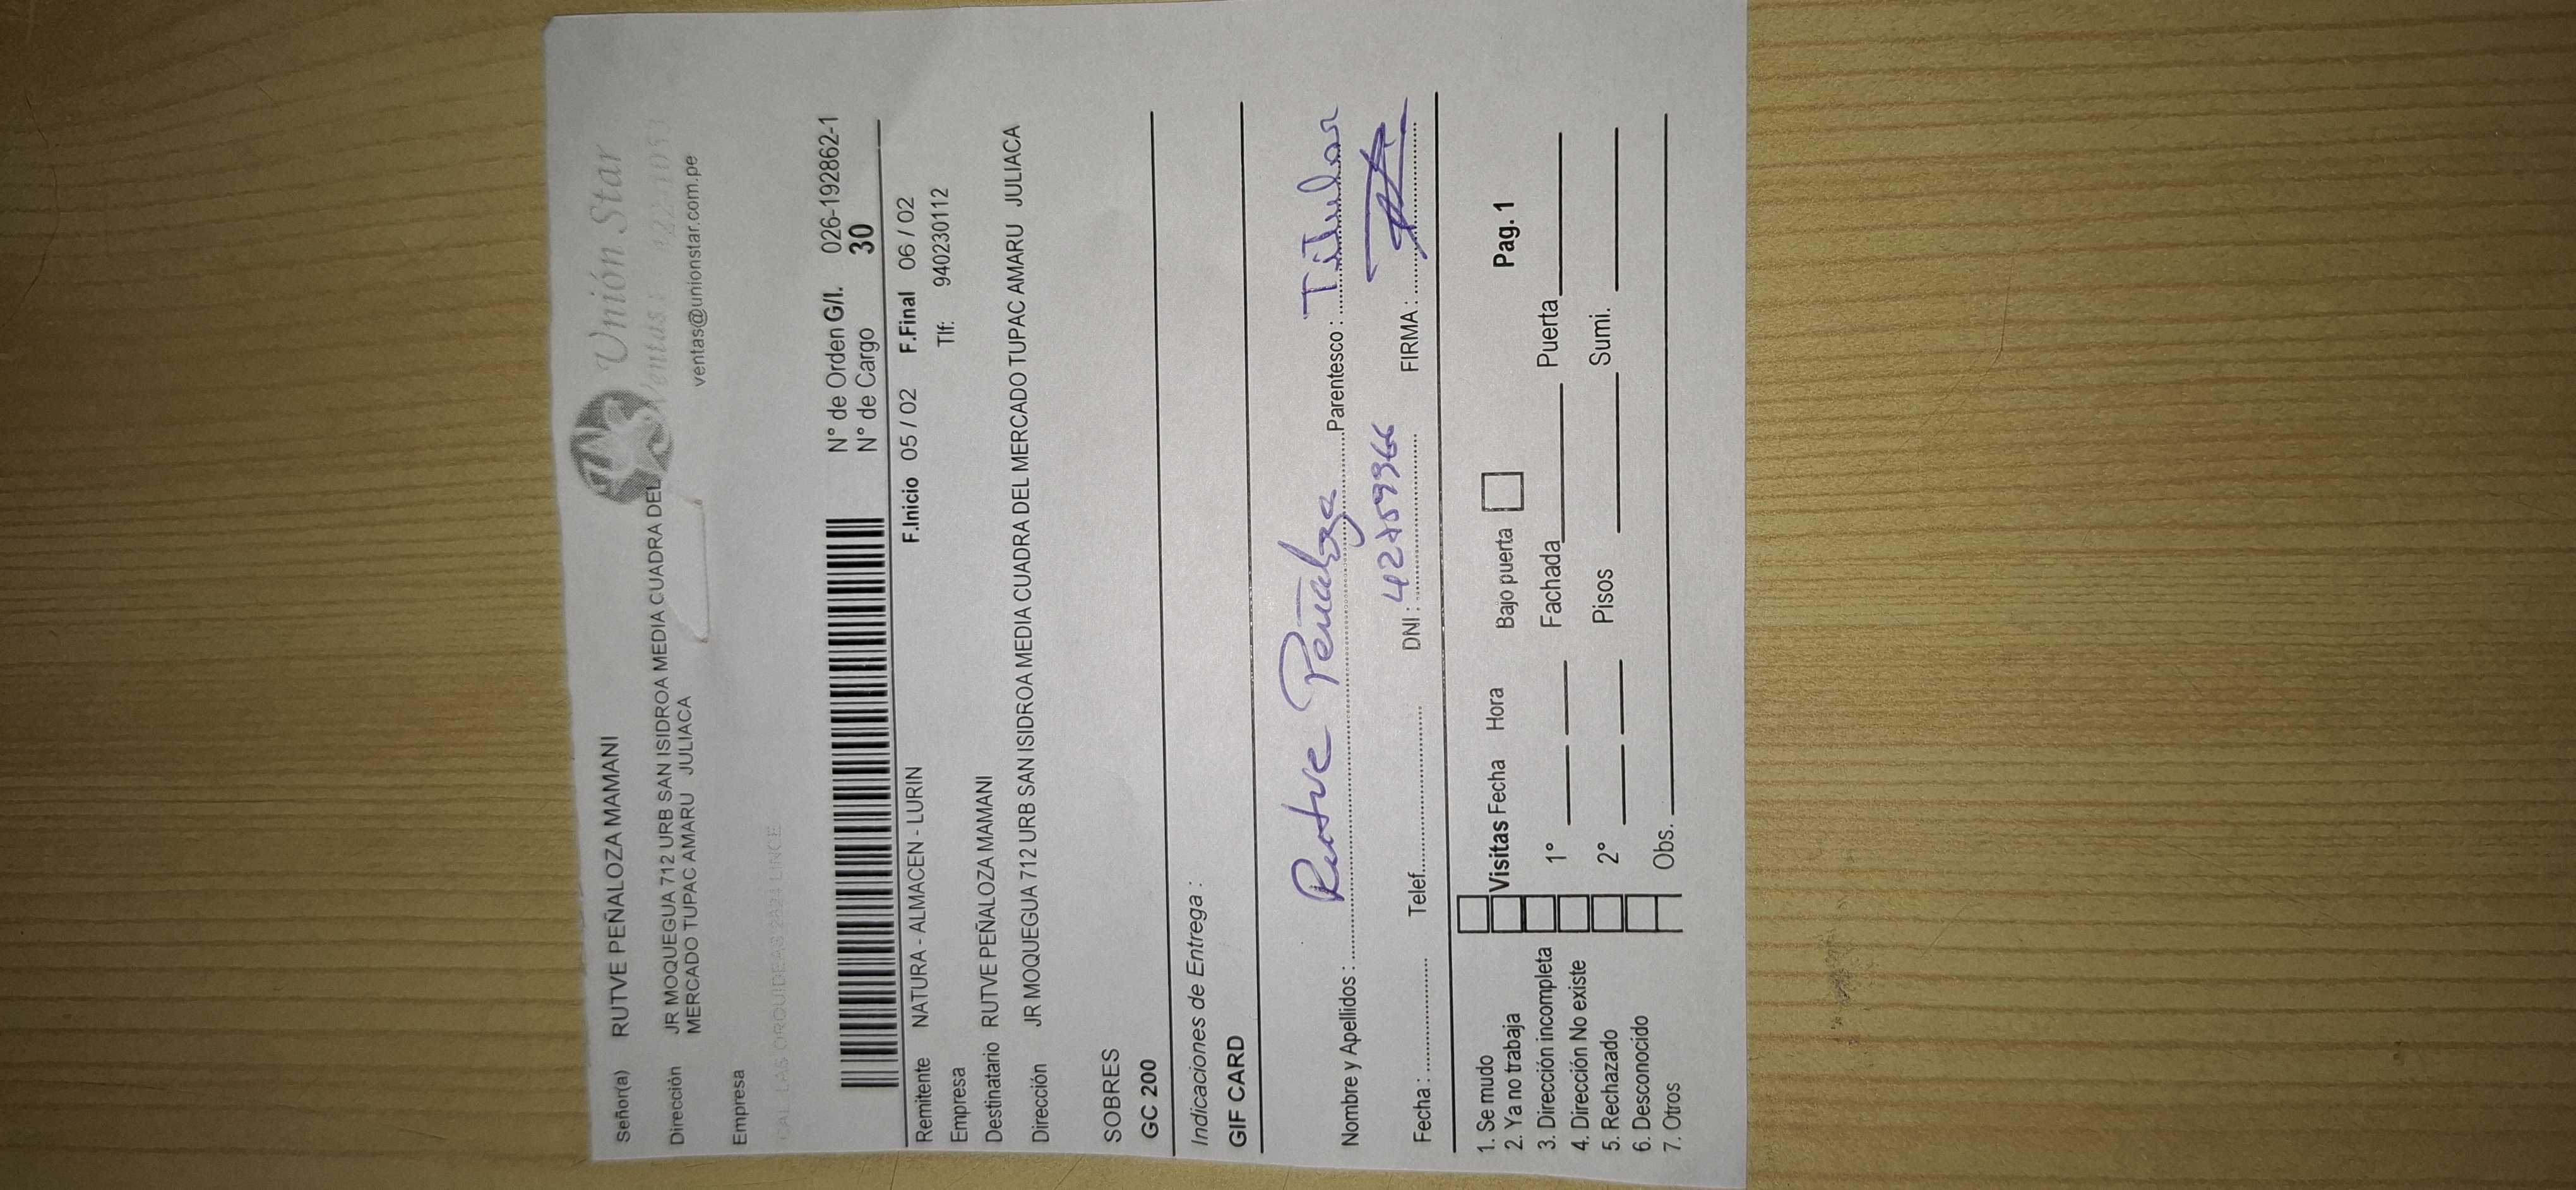 Unión Star
ventas@unionstar.com.pe
Señor(a) RUTVE PEÑALOZA MAMANI
Dirección JR MOQUEGUA 712 URB SAN ISIDROA MEDIA CUADRA DEL
MERCADO TUPAC AMARU JULIACA
Empresa
CAL. LAS ORQUIDEAS 2824 LINCE
N° de Orden G/I. 026-192862-1
N° de Cargo 30
Remitente NATURA - ALMACEN - LURIN F.Inicio 05 / 02 F.Final 06 / 02
Empresa Tlf. 940230112
Destinatario RUTVE PEÑALOZA MAMANI
Dirección JR MOQUEGUA 712 URB SAN ISIDROA MEDIA CUADRA DEL MERCADO TUPAC AMARU JULIACA
SOBRES
GC 200
Indicaciones de Entrega :
GIF CARD
Nombre y Apellidos : Rutve Peñaloza Parentesco : Titular
Fecha : Telef. DNI : FIRMA :
1. Se mudo Visitas Fecha Hora Bajo puerta Pag. 1
2. Ya no trabaja
3. Dirección incompleta 1° Fachada Puerta
4. Dirección No existe
5. Rechazado 2° Pisos Sumi.
6. Desconocido
7. Otros Obs.